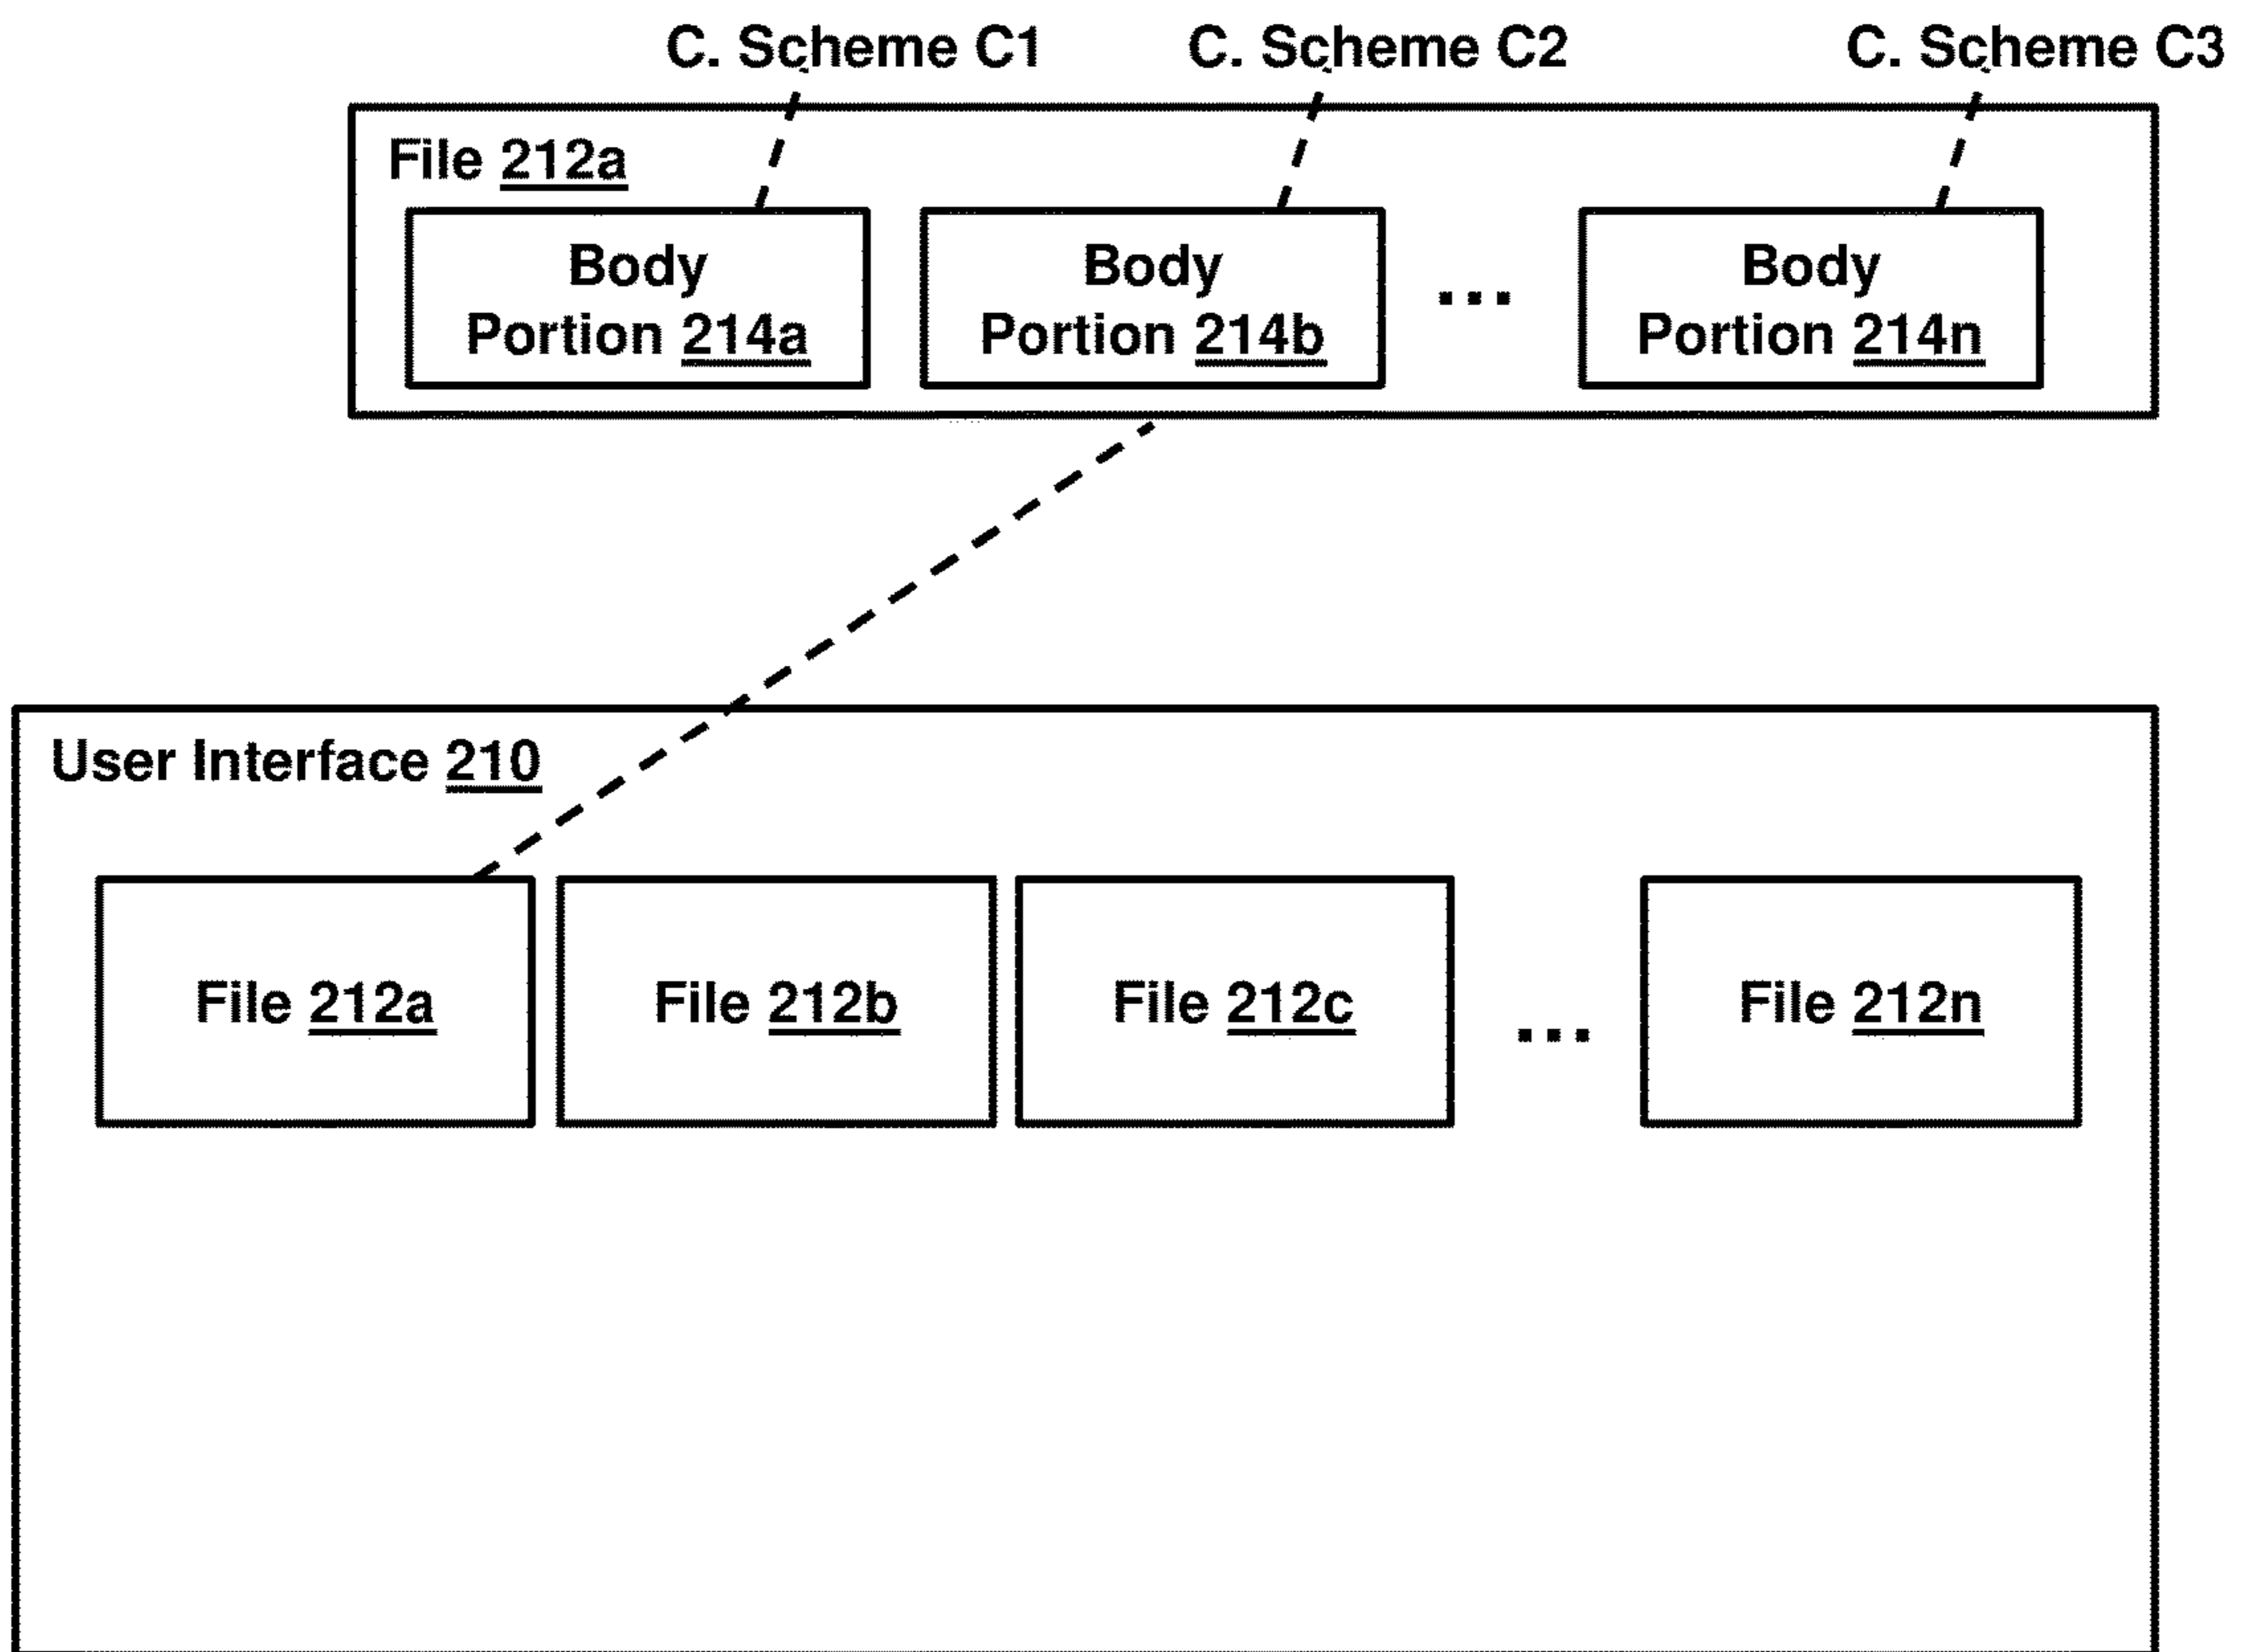 C. Scheme C1 C. Scheme C2 C. Scheme C3
File 212a
Body Portion 214a
Body Portion 214b
...
Body Portion 214n
User Interface 210
File 212a File 212b File 212c ... File 212n